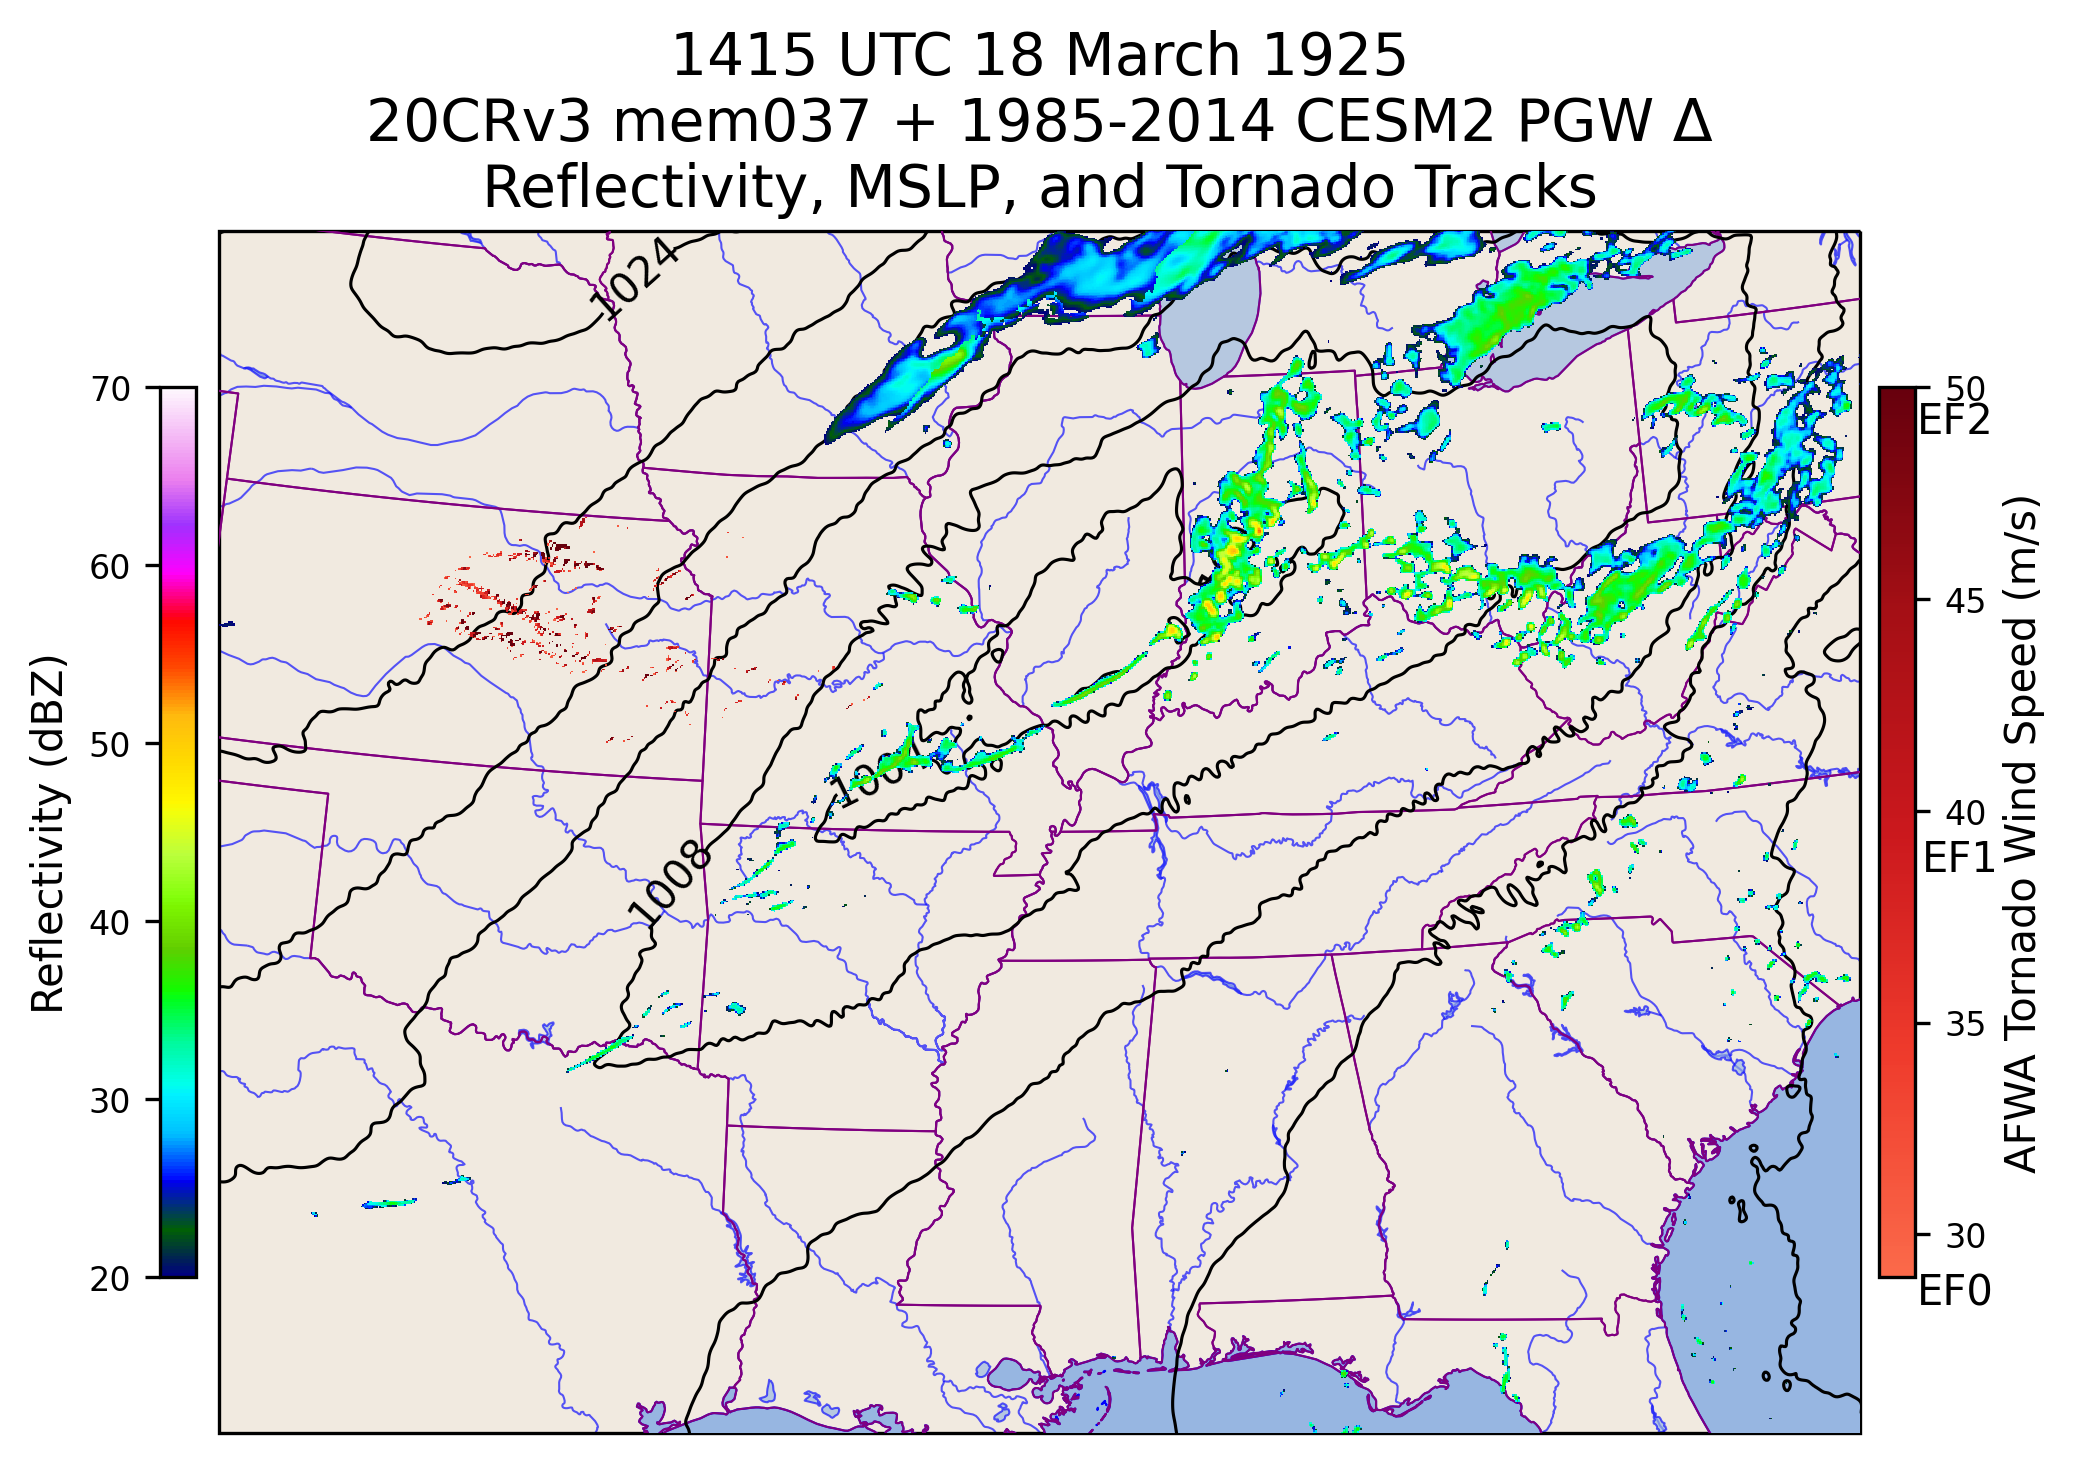 1415 UTC 18 March 1925
20CRv3 mem037 + 1985-2014 CESM2 PGW Δ
Reflectivity, MSLP, and Tornado Tracks
1024
1008
70
60
50
40
30
20
Reflectivity (dBZ)
50
EF2
45
40
EF1
35
30
EF0
AFWA Tornado Wind Speed (m/s)